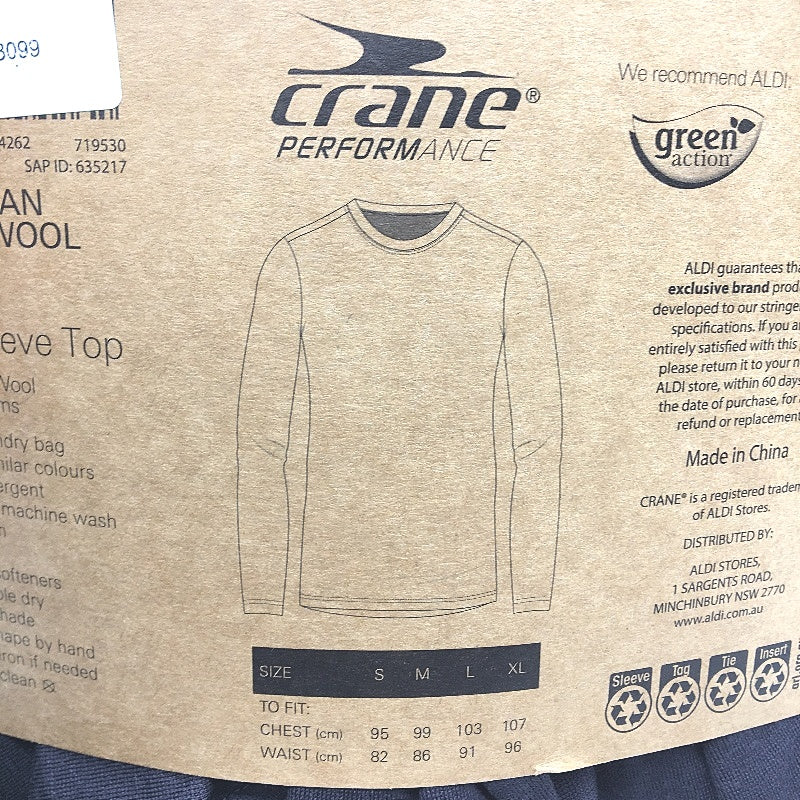 3099
4262 719530
SAP ID: 635217
AN
WOOL
eve Top
Wool
ms
ndry bag
milar colours
ergent
machine wash
softeners
ble dry
hade
hape by hand
iron if needed
clean
crane®
PERFORMANCE
SIZE S M L XL
TO FIT:
CHEST (cm) 95 99 103 107
WAIST (cm) 82 86 91 96
We recommend ALDI:
green
action
ALDI guarantees tha
exclusive brand prod
developed to our stringe
specifications. If you a
entirely satisfied with this
please return it to your n
ALDI store, within 60 days
the date of purchase, for
refund or replacement
Made in China
CRANE® is a registered tradem
of ALDI Stores.
DISTRIBUTED BY:
ALDI STORES,
1 SARGENTS ROAD,
MINCHINBURY NSW 2770
www.aldi.com.au
Sleeve Tag Tie Insert